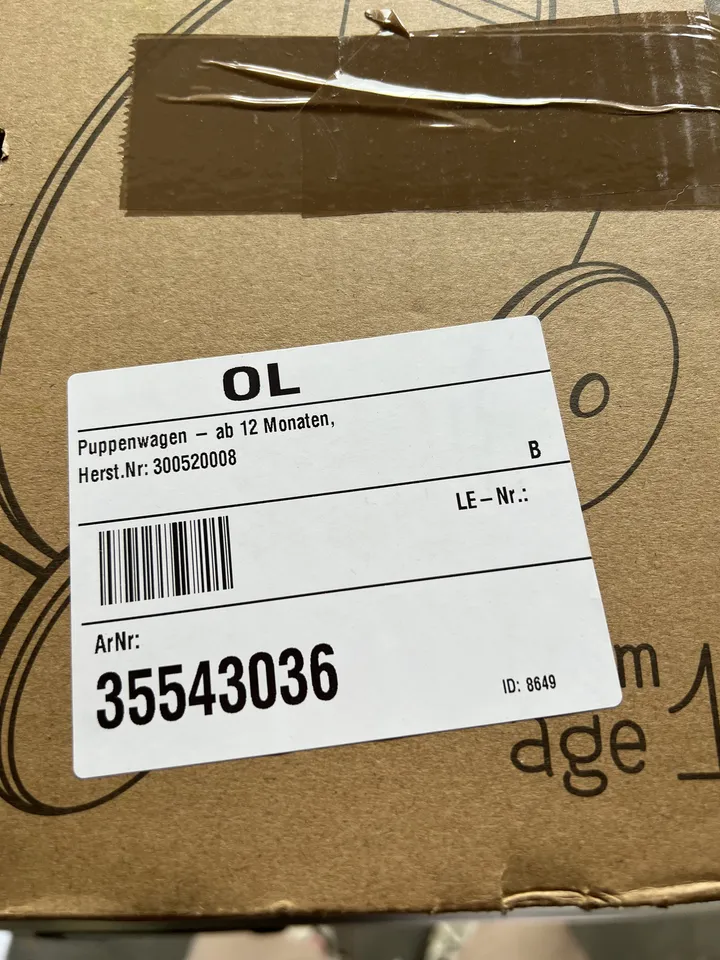 OL
Puppenwagen – ab 12 Monaten,
Herst.Nr: 300520008
B
LE–Nr.:
ArNr:
35543036
ID: 8649
age 1